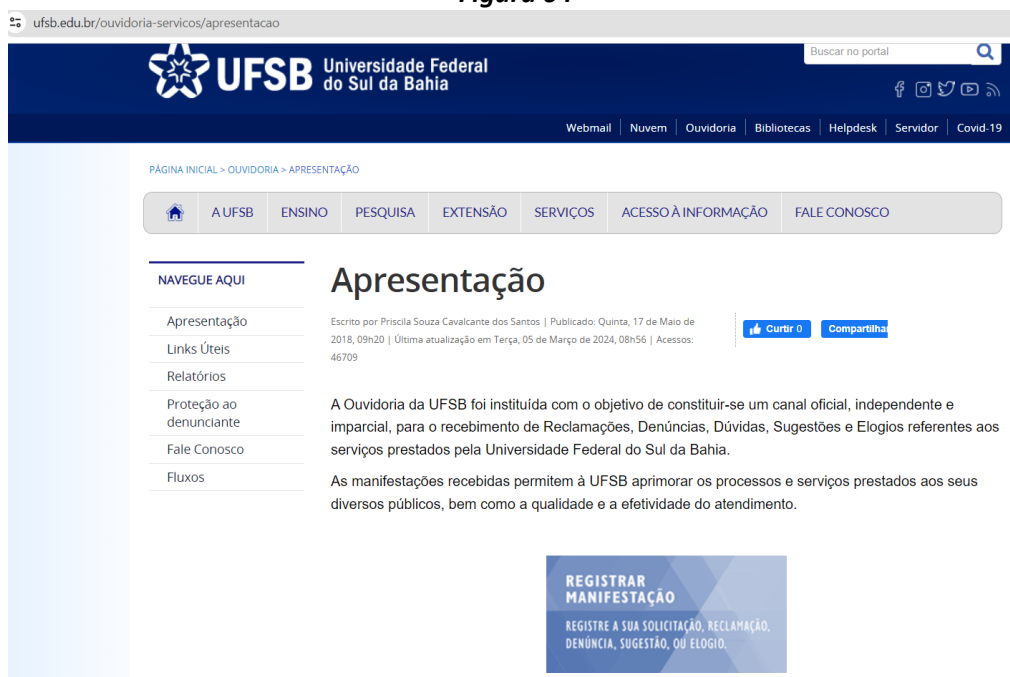 ufsb.edu.br/ouvidoria-servicos/apresentacao
Buscar no portal
UFSB Universidade Federal
do Sul da Bahia
Webmail Nuvem Ouvidoria Bibliotecas Helpdesk Servidor Covid-19
PÁGINA INICIAL > OUVIDORIA > APRESENTAÇÃO
A UFSB ENSINO PESQUISA EXTENSÃO SERVIÇOS ACESSO À INFORMAÇÃO FALE CONOSCO
NAVEGUE AQUI
Apresentação
Links Úteis
Relatórios
Proteção ao
denunciante
Fale Conosco
Fluxos
Apresentação
Escrito por Priscila Souza Cavalcante dos Santos | Publicado: Quinta, 17 de Maio de
2018, 09h20 | Última atualização em Terça, 05 de Março de 2024, 08h56 | Acessos:
46709
Curtir 0 Compartilhar
A Ouvidoria da UFSB foi instituída com o objetivo de constituir-se um canal oficial, independente e
imparcial, para o recebimento de Reclamações, Denúncias, Dúvidas, Sugestões e Elogios referentes aos
serviços prestados pela Universidade Federal do Sul da Bahia.
As manifestações recebidas permitem à UFSB aprimorar os processos e serviços prestados aos seus
diversos públicos, bem como a qualidade e a efetividade do atendimento.
REGISTRAR
MANIFESTAÇÃO
REGISTRE A SUA SOLICITAÇÃO, RECLAMAÇÃO,
DENÚNCIA, SUGESTÃO, OU ELOGIO.